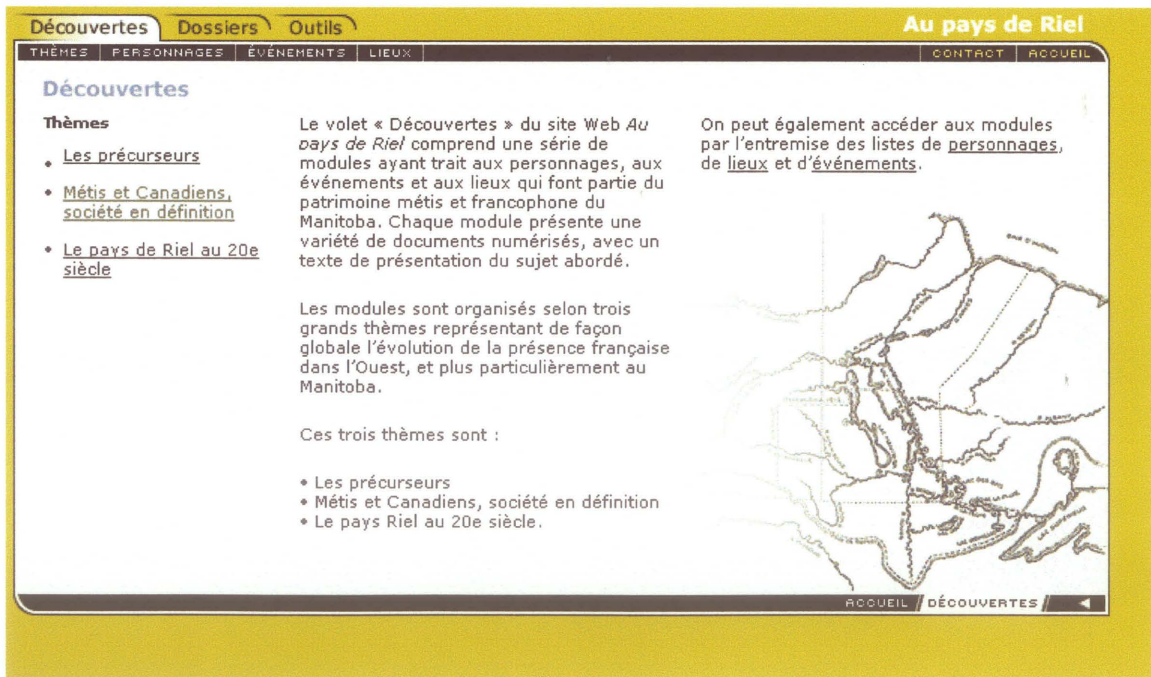 Découvertes Dossiers Outils
Au pays de Riel
THÈMES PERSONNAGES ÉVÉNEMENTS LIEUX
CONTACT ACCUEIL
Découvertes
Thèmes
• Les précurseurs
• Métis et Canadiens,
société en définition
• Le pays de Riel au 20e
siècle
Le volet « Découvertes » du site Web Au
pays de Riel comprend une série de
modules ayant trait aux personnages, aux
événements et aux lieux qui font partie du
patrimoine métis et francophone du
Manitoba. Chaque module présente une
variété de documents numérisés, avec un
texte de présentation du sujet abordé.
Les modules sont organisés selon trois
grands thèmes représentant de façon
globale l'évolution de la présence française
dans l'Ouest, et plus particulièrement au
Manitoba.
Ces trois thèmes sont :
• Les précurseurs
• Métis et Canadiens, société en définition
• Le pays Riel au 20e siècle.
On peut également accéder aux modules
par l'entremise des listes de personnages,
de lieux et d'événements.
ACCUEIL / DÉCOUVERTES /